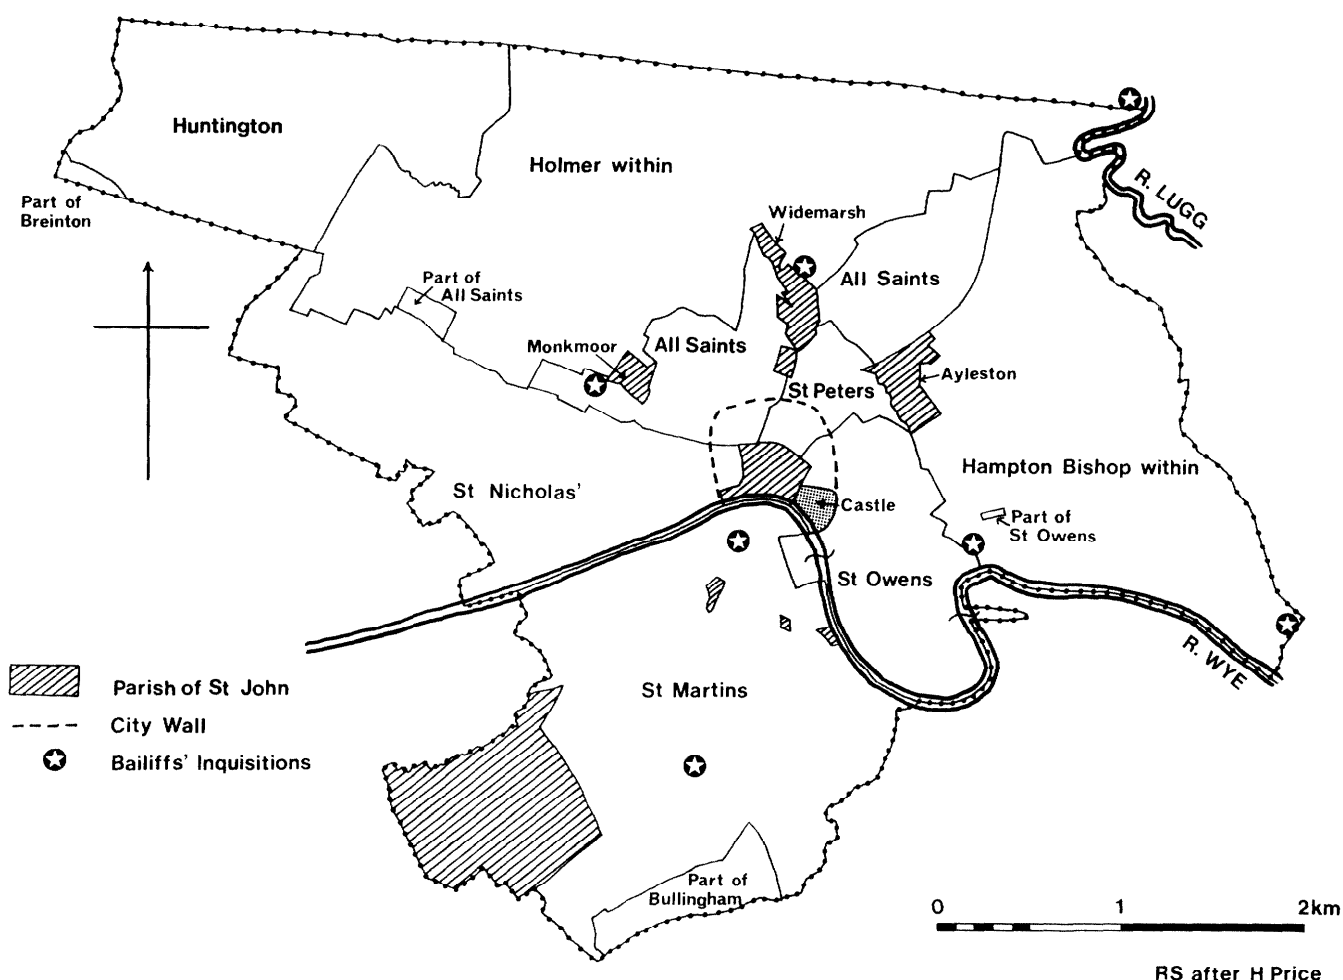 Huntington
Holmer within
Part of
Breinton
R. LUGG
Widemarsh
All Saints
Part of
All Saints
Monkmoor
All Saints
St Peters
Ayleston
Hampton Bishop within
St Nicholas'
Castle
Part of
St Owens
St Owens
R. WYE
St Martins
Parish of St John
City Wall
Bailiffs' Inquisitions
Part of
Bullingham
0 1 2km
RS after H Price